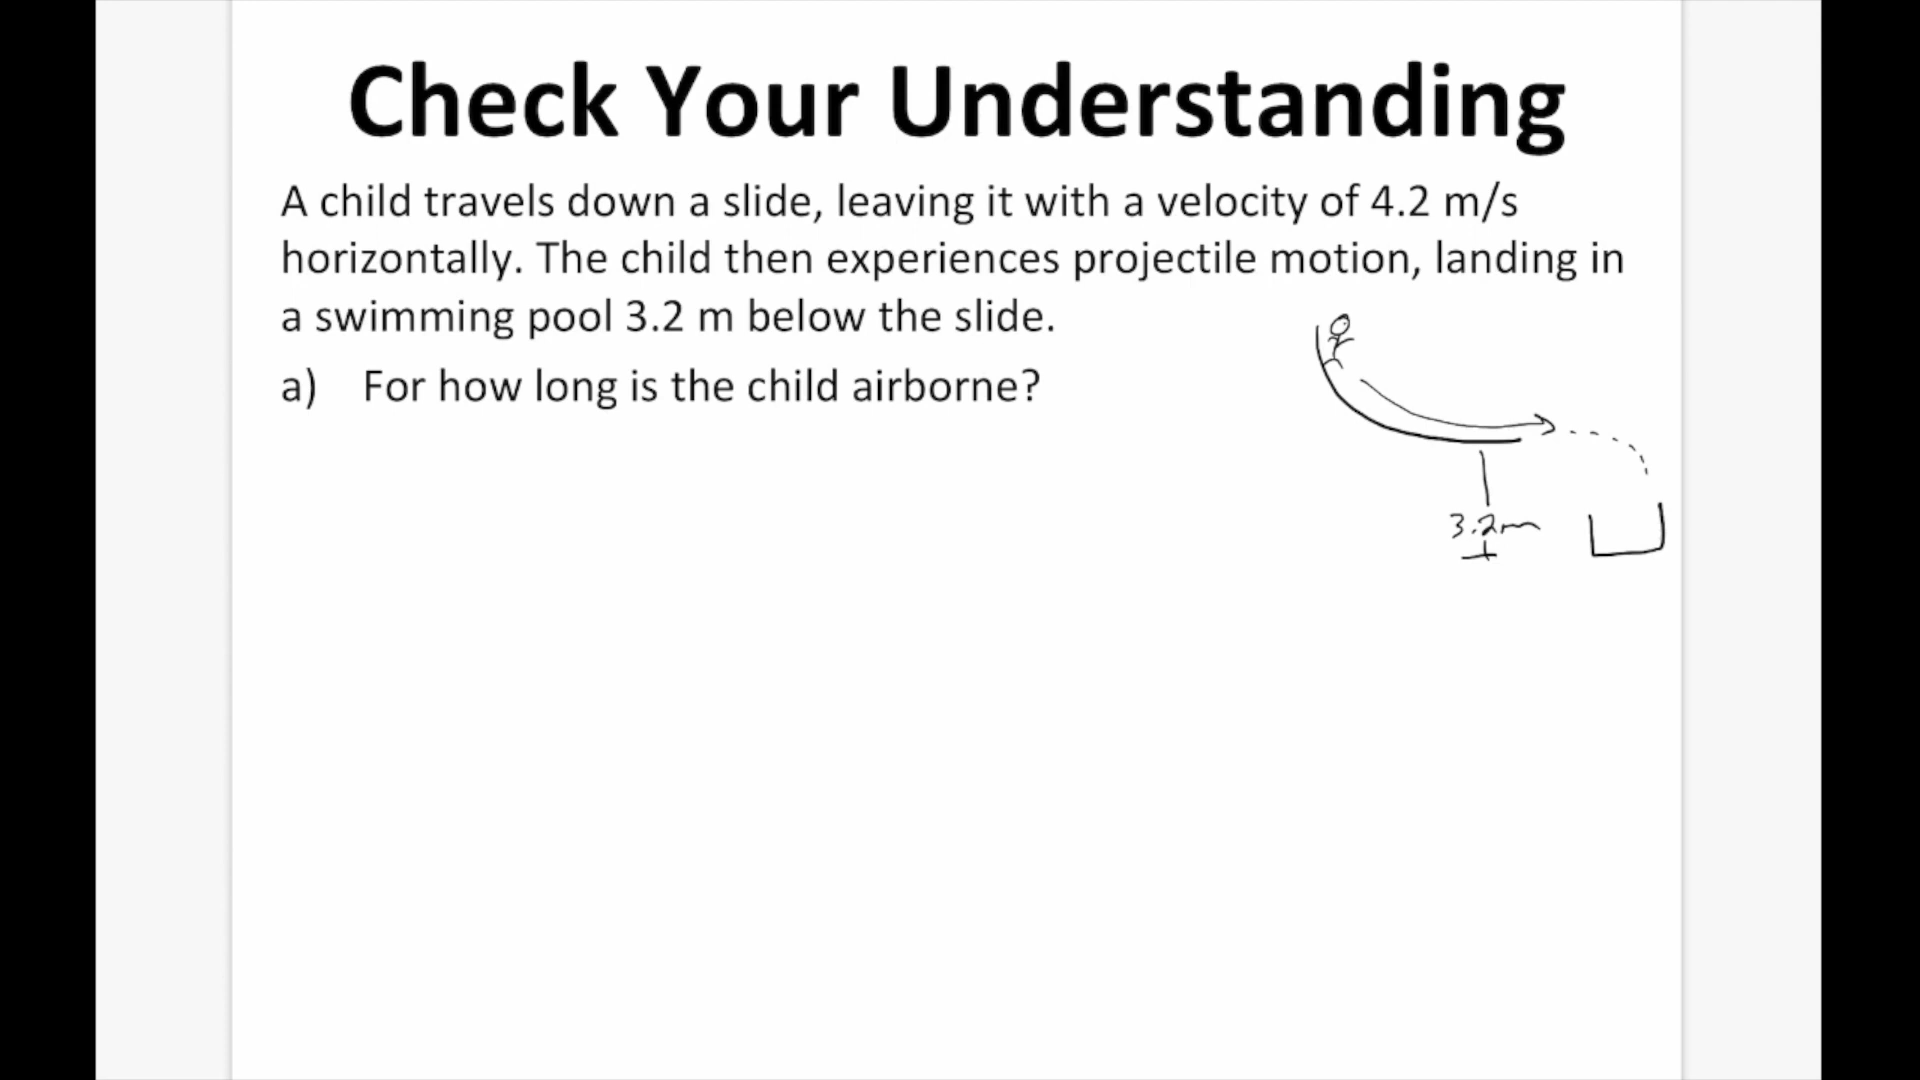 Check Your Understanding
A child travels down a slide, leaving it with a velocity of 4.2 m/s
horizontally. The child then experiences projectile motion, landing in
a swimming pool 3.2 m below the slide.
a) For how long is the child airborne?
3.2m